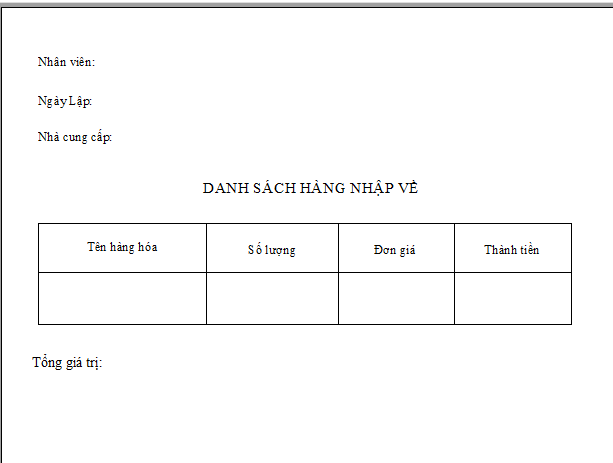 Nhân viên:
Ngày Lập:
Nhà cung cấp:
DANH SÁCH HÀNG NHẬP VỀ
Tên hàng hóa Số lượng Đơn giá Thành tiền
Tổng giá trị: